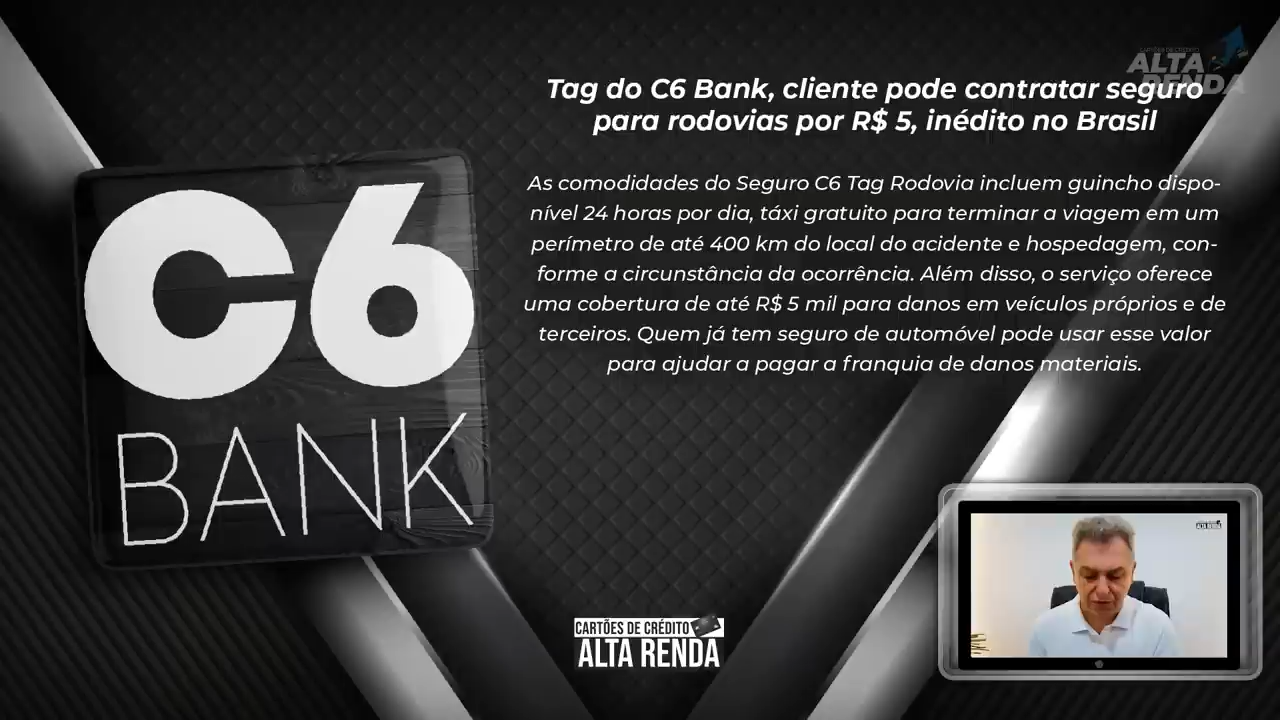 ALTA
RENDA
Tag do C6 Bank, cliente pode contratar seguro
para rodovias por R$ 5, inédito no Brasil
As comodidades do Seguro C6 Tag Rodovia incluem guincho dispo-
nível 24 horas por dia, táxi gratuito para terminar a viagem em um
perímetro de até 400 km do local do acidente e hospedagem, con-
forme a circunstância da ocorrência. Além disso, o serviço oferece
uma cobertura de até R$ 5 mil para danos em veículos próprios e de
terceiros. Quem já tem seguro de automóvel pode usar esse valor
para ajudar a pagar a franquia de danos materiais.
C6
BANK
CARTÕES DE CRÉDITO
ALTA RENDA